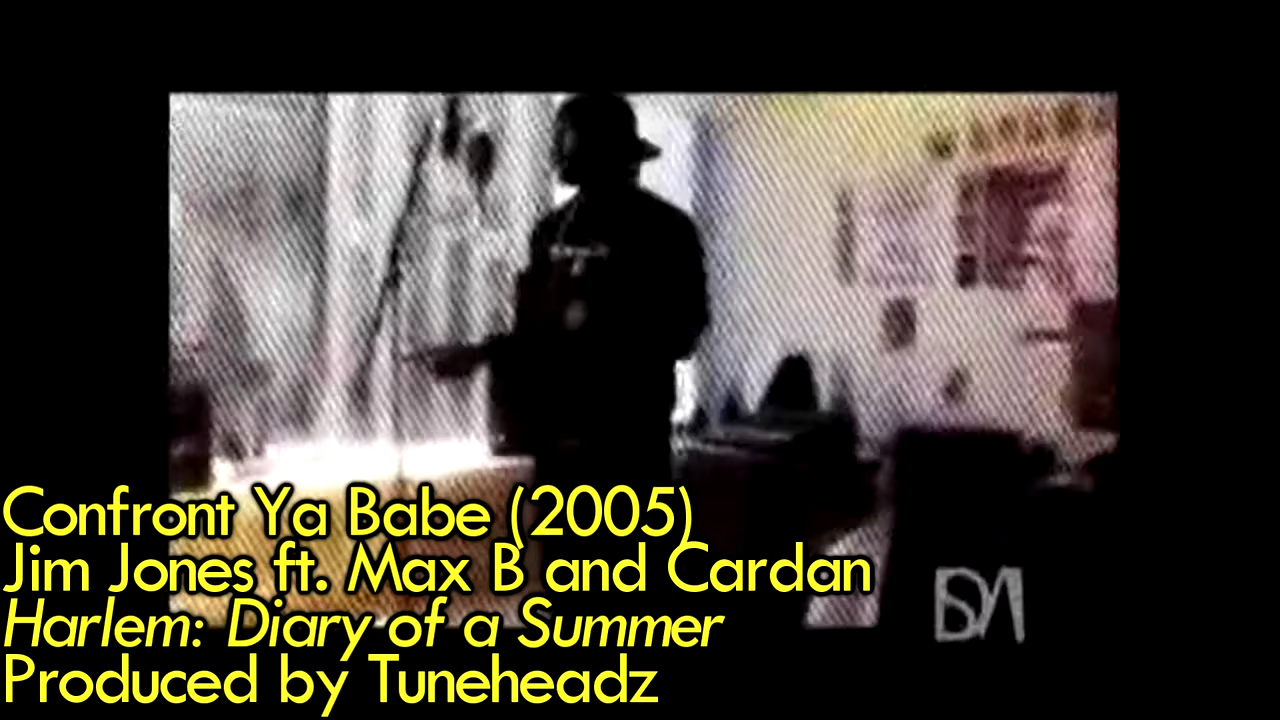 Confront Ya Babe (2005)
Jim Jones ft. Max B and Cardan
Harlem: Diary of a Summer
Produced by Tuneheadz